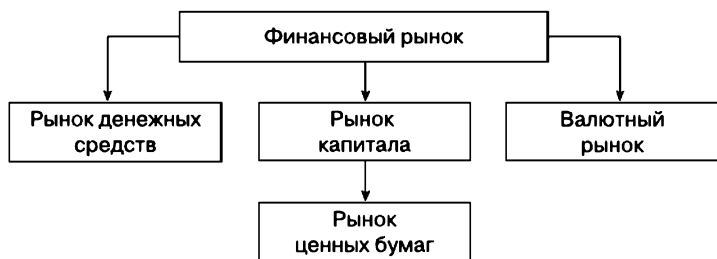 Финансовый рынок
Рынок денежных
средств
Рынок
капитала
Валютный
рынок
Рынок
ценных бумаг